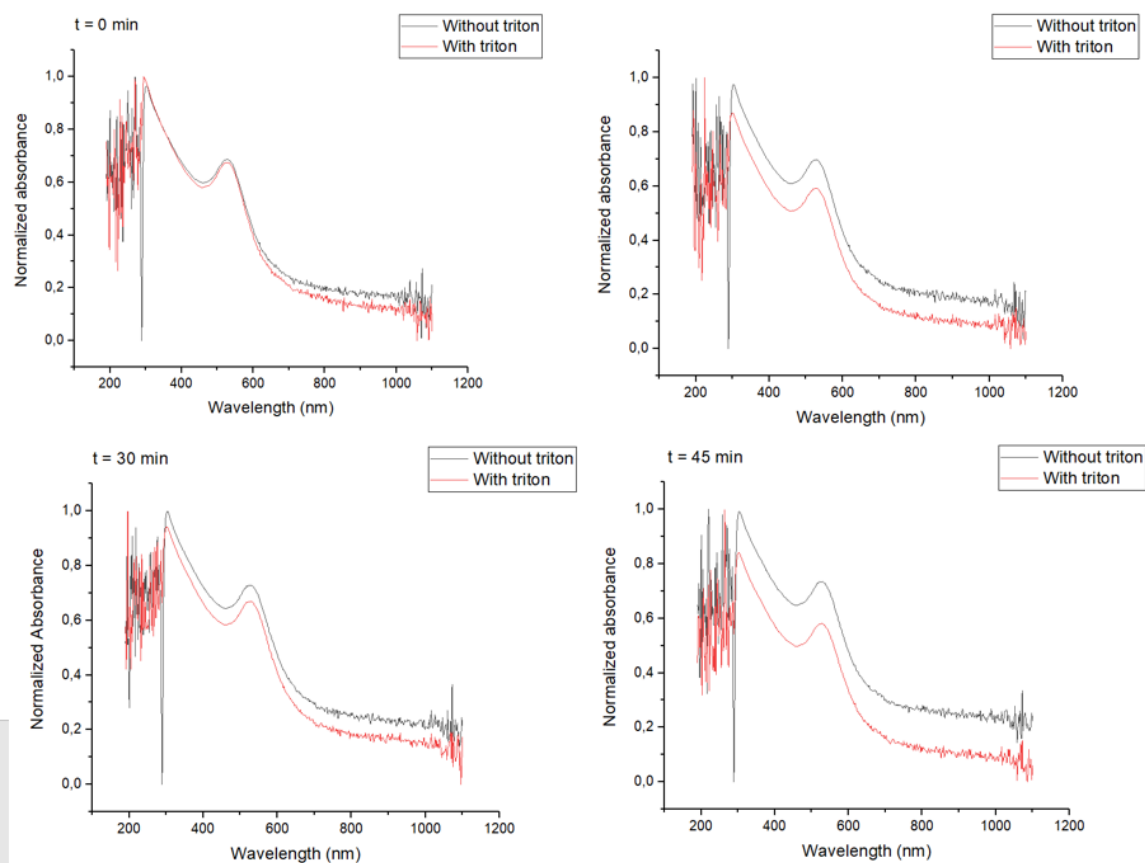 t = 0 min
Without triton
With triton
1,0
0,8
0,6
0,4
0,2
0,0
Normalized absorbance
200 400 600 800 1000 1200
Wavelength (nm)
Without triton
With triton
1,0
0,8
0,6
0,4
0,2
0,0
Normalized absorbance
200 400 600 800 1000 1200
Wavelength (nm)
t = 30 min
Without triton
With triton
1,0
0,8
0,6
0,4
0,2
0,0
Normalized Absorbance
200 400 600 800 1000 1200
Wavelength (nm)
t = 45 min
Without triton
With triton
1,0
0,8
0,6
0,4
0,2
0,0
Normalized absorbance
200 400 600 800 1000 1200
Wavelength (nm)